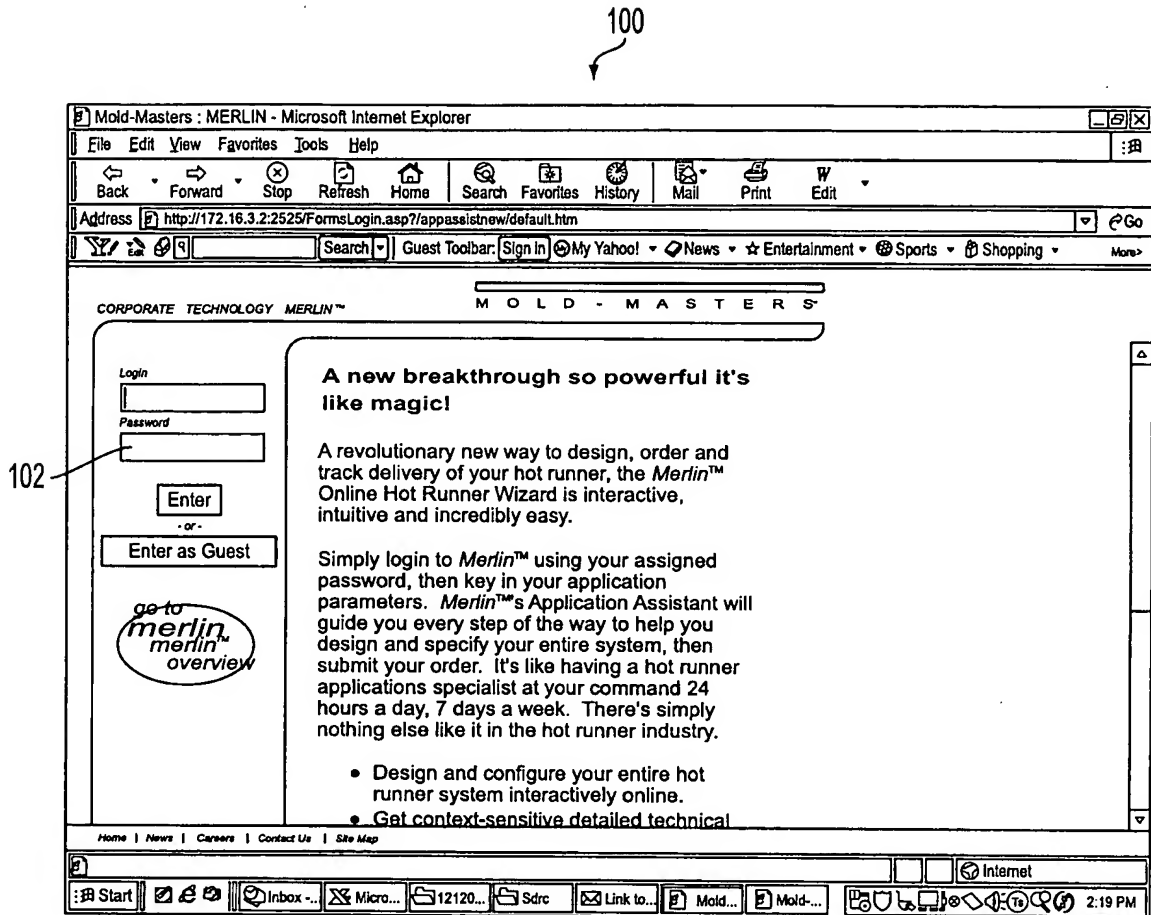 100
Mold-Masters : MERLIN - Microsoft Internet Explorer
File Edit View Favorites Tools Help
Back Forward Stop Refresh Home Search Favorites History Mail Print Edit
Address http://172.16.3.2:2525/FormsLogin.asp?/appassistnew/default.htm Go
Y! Edit Search Guest Toolbar: Sign In My Yahoo! News Entertainment Sports Shopping More>
CORPORATE TECHNOLOGY MERLIN™ MOLD-MASTERS
Login
Password
102
Enter
- or -
Enter as Guest
go to
merlin
merlin™
overview
A new breakthrough so powerful it's
like magic!
A revolutionary new way to design, order and
track delivery of your hot runner, the Merlin™
Online Hot Runner Wizard is interactive,
intuitive and incredibly easy.
Simply login to Merlin™ using your assigned
password, then key in your application
parameters. Merlin™'s Application Assistant will
guide you every step of the way to help you
design and specify your entire system, then
submit your order. It's like having a hot runner
applications specialist at your command 24
hours a day, 7 days a week. There's simply
nothing else like it in the hot runner industry.
• Design and configure your entire hot
runner system interactively online.
• Get context-sensitive detailed technical
Home | News | Careers | Contact Us | Site Map
Internet
Start Inbox -... Micro... 12120... Sdrc Link to... Mold... Mold-... 2:19 PM